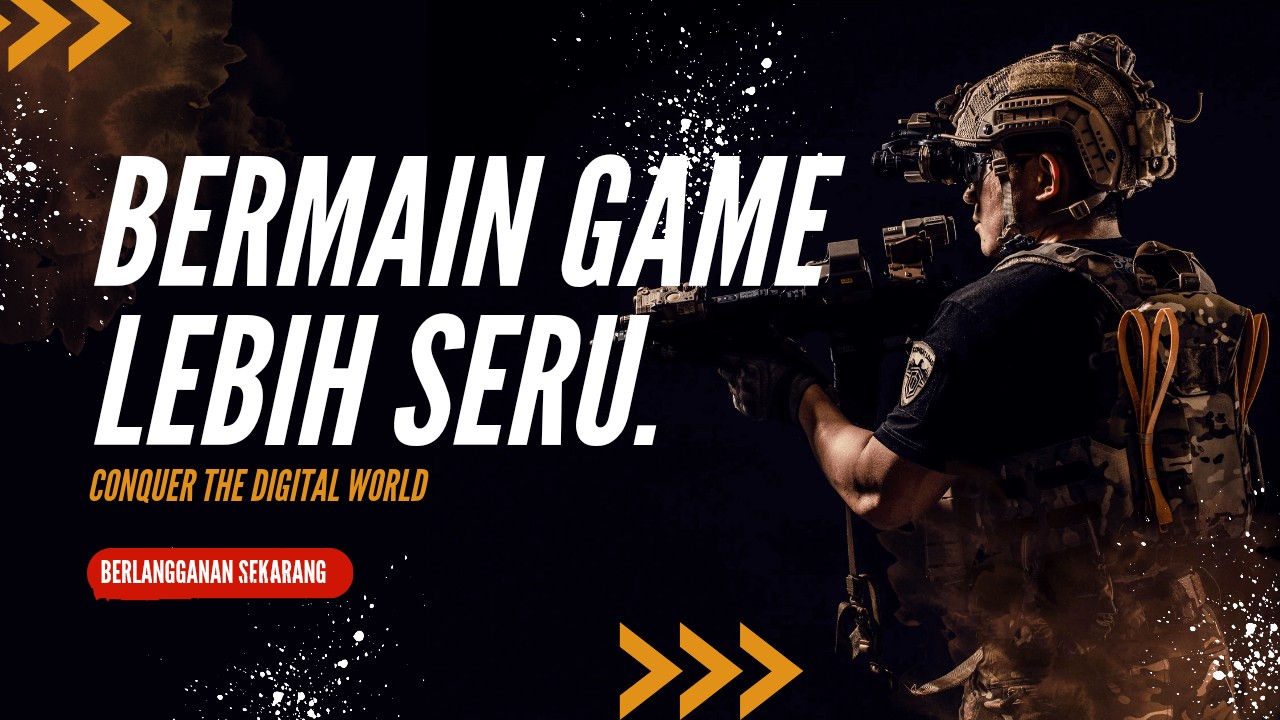 BERMAIN GAME
LEBIH SERU.
CONQUER THE DIGITAL WORLD
BERLANGGANAN SEKARANG